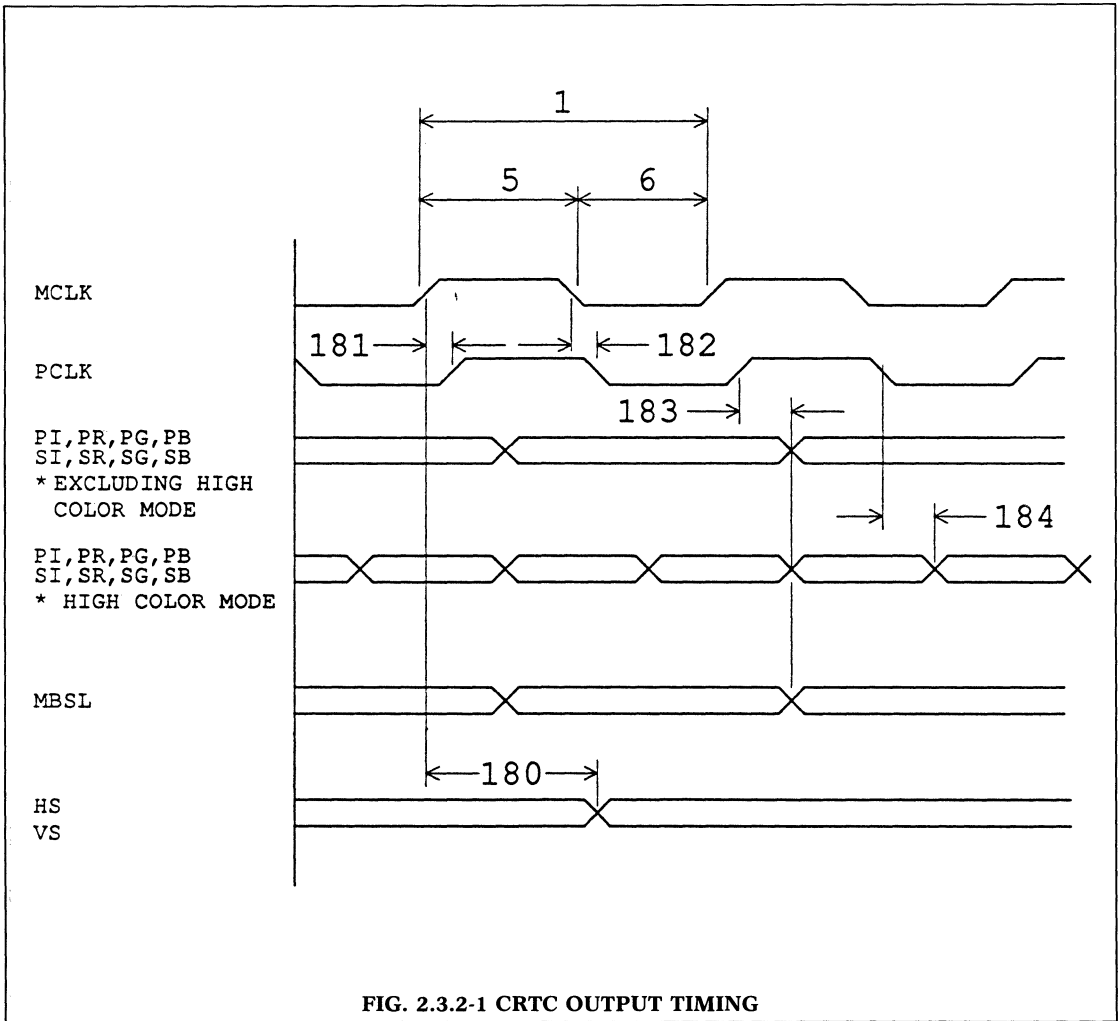 1
5 6
MCLK
181 182
PCLK
183
PI,PR,PG,PB
SI,SR,SG,SB
* EXCLUDING HIGH
COLOR MODE
184
PI,PR,PG,PB
SI,SR,SG,SB
* HIGH COLOR MODE
MBSL
180
HS
VS
FIG. 2.3.2-1 CRTC OUTPUT TIMING